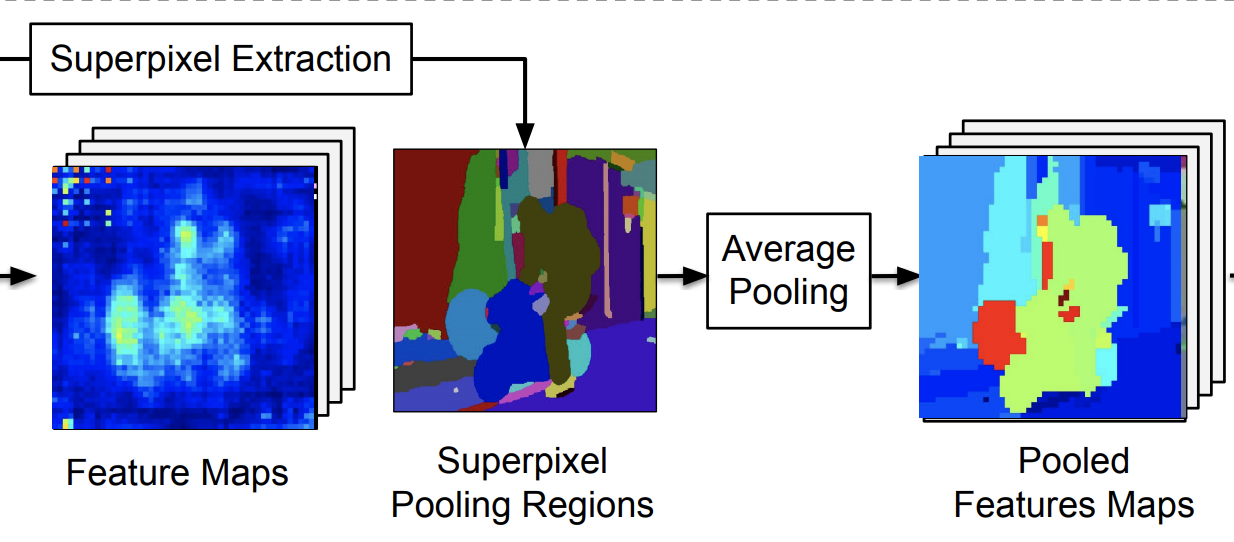 Superpixel Extraction
Feature Maps
Superpixel
Pooling Regions
Average
Pooling
Pooled
Features Maps